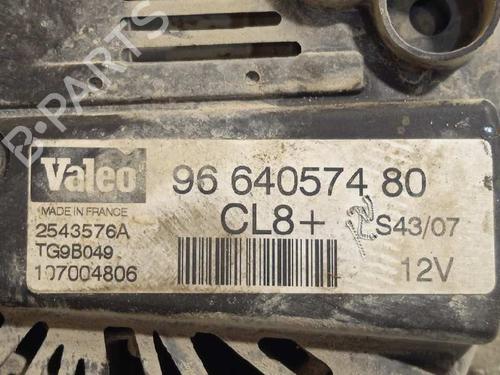 B-PARTS
Valeo
96 640574 80
MADE IN FRANCE
CL8+
S43/07
2543576A
TG9B049
107004806
12V